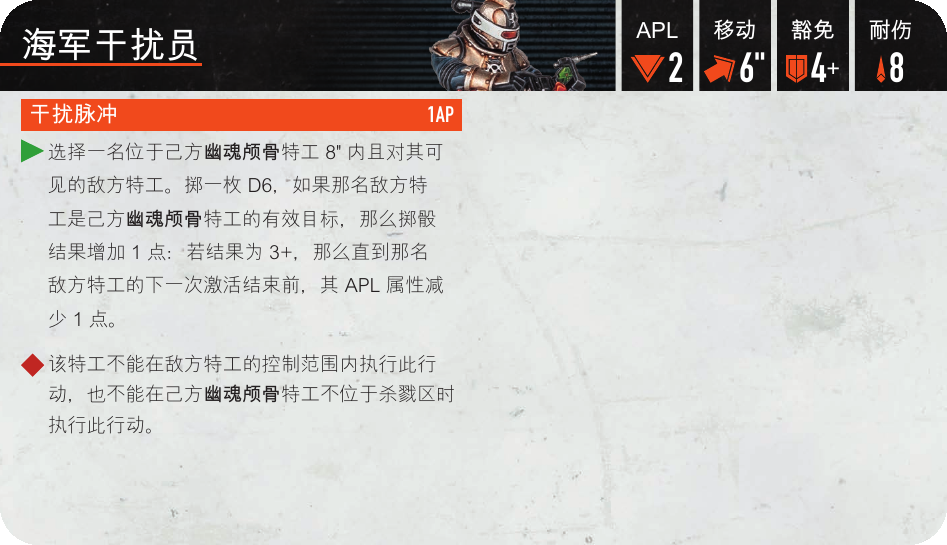 海军干扰员
APL 移动 豁免 耐伤
2 6" 4+ 8
干扰脉冲 1AP
选择一名位于己方幽魂颅骨特工 8" 内且对其可
见的敌方特工。掷一枚 D6，如果那名敌方特
工是己方幽魂颅骨特工的有效目标，那么掷骰
结果增加 1 点：若结果为 3+，那么直到那名
敌方特工的下一次激活结束前，其 APL 属性减
少 1 点。
该特工不能在敌方特工的控制范围内执行此行
动，也不能在己方幽魂颅骨特工不位于杀戮区时
执行此行动。